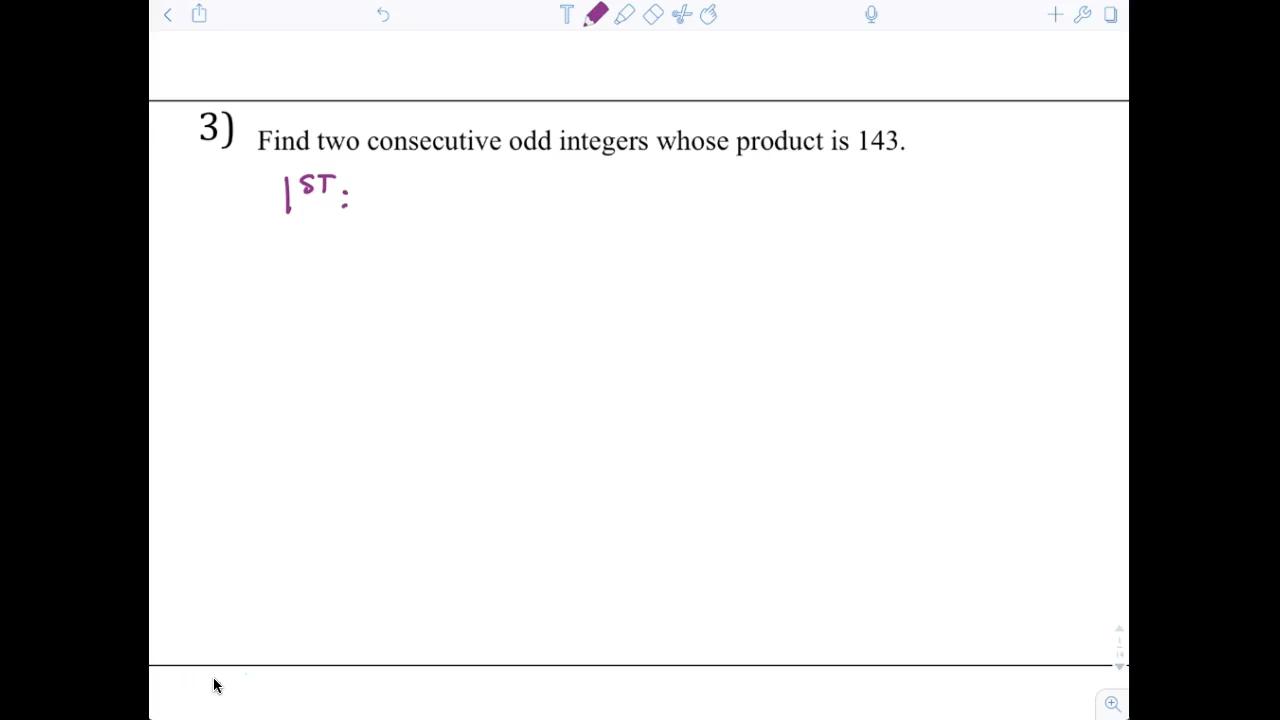 3) Find two consecutive odd integers whose product is 143.
1ST: